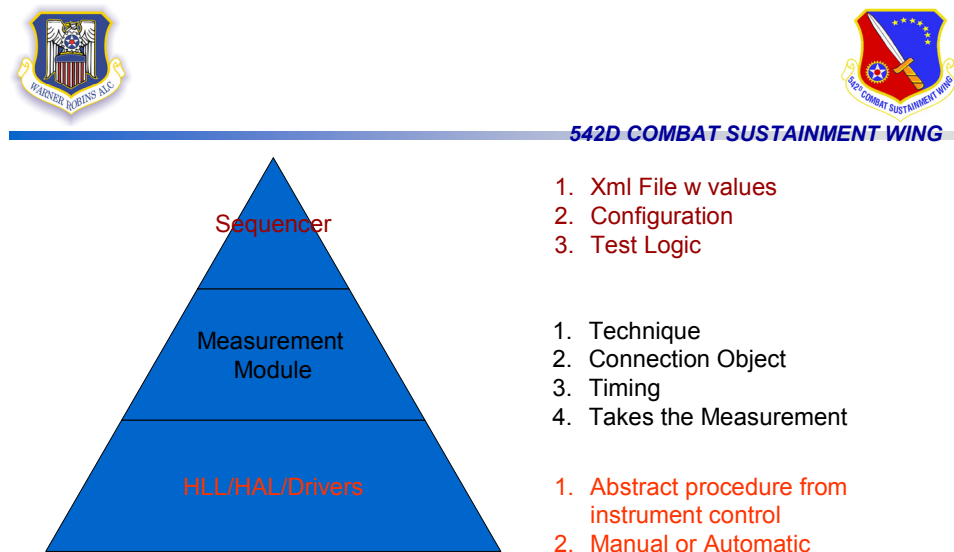 WARNER ROBINS ALC
542D COMBAT SUSTAINMENT WING
542D COMBAT SUSTAINMENT WING
Sequencer
1. Xml File w values
2. Configuration
3. Test Logic
Measurement
Module
1. Technique
2. Connection Object
3. Timing
4. Takes the Measurement
HLL/HAL/Drivers
1. Abstract procedure from
instrument control
2. Manual or Automatic